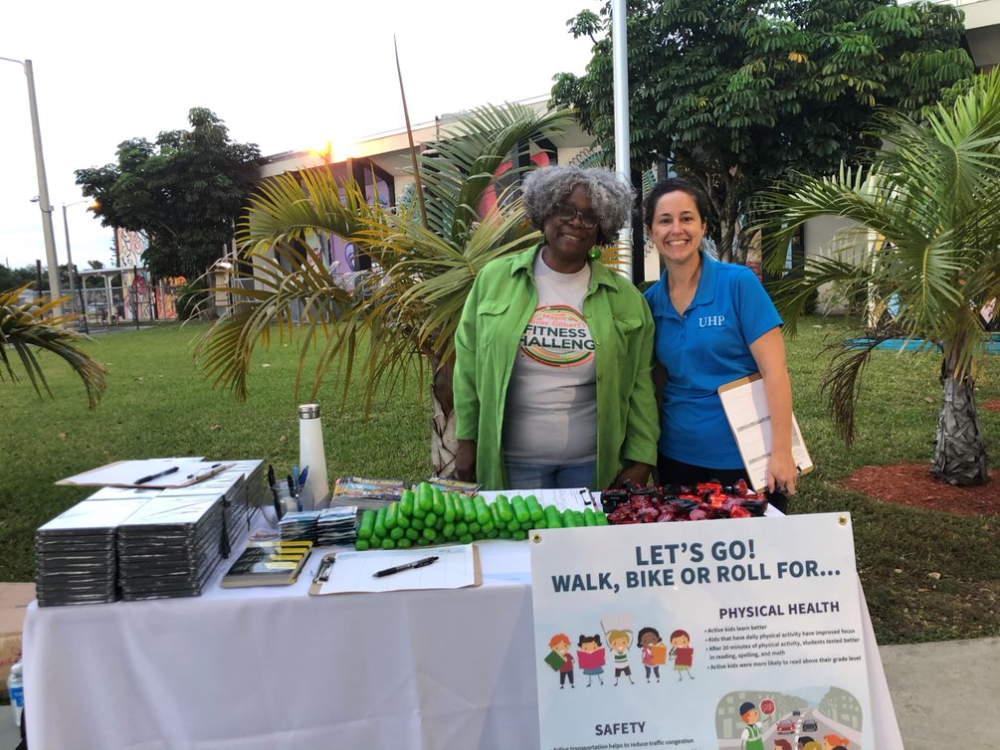 Mayor
Oliver Gilbert's
FITNESS
CHALLENG
UHP
LET'S GO!
WALK, BIKE OR ROLL FOR...
PHYSICAL HEALTH
• Active kids learn better
• Kids that have daily physical activity have improved focus
• After 20 minutes of physical activity, students tested better
in reading, spelling, and math
• Active kids were more likely to read above their grade level
STOP
SAFETY
Active transportation helps to reduce traffic congestion